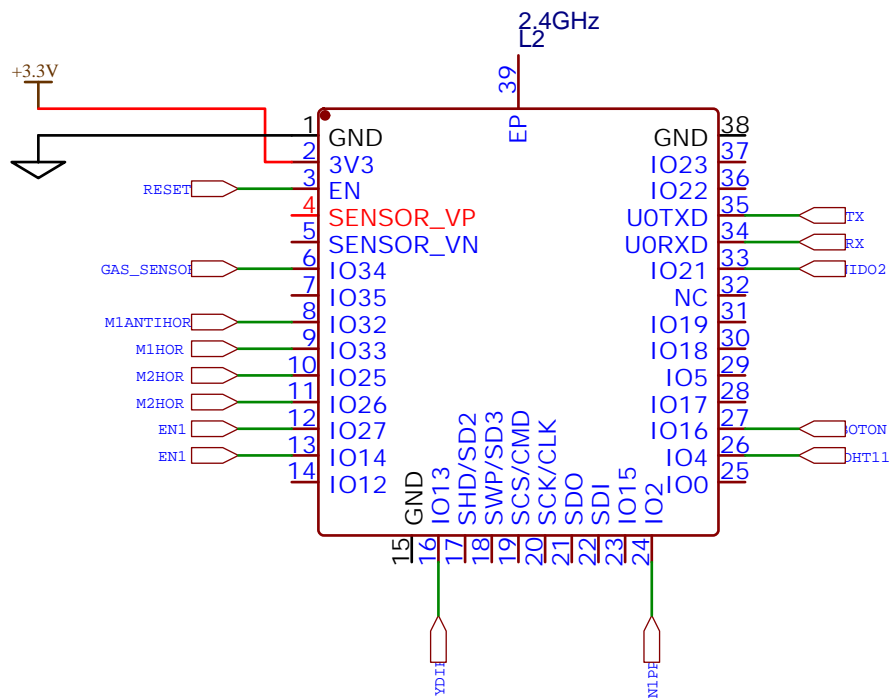 2.4GHz
L2
+3.3V
39
EP
1
GND
2
3V3
RESET
3
EN
4
SENSOR_VP
5
SENSOR_VN
6
IO34
7
IO35
M1ANTIHOR
8
IO32
M1HOR
9
IO33
M2HOR
10
IO25
M2HOR
11
IO26
EN1
12
IO27
EN1
13
IO14
14
IO12
GND
38
IO23
37
IO22
36
U0TXD
35
TX
U0RXD
34
RX
IO21
33
NC
32
IO19
31
IO18
30
IO5
29
IO17
28
IO16
27
IO4
26
DHT11
IO0
25
GND
15
IO13
16
SHD/SD2
17
SWP/SD3
18
SCS/CMD
19
SCK/CLK
20
SDO
21
SDI
22
IO15
23
IO2
24